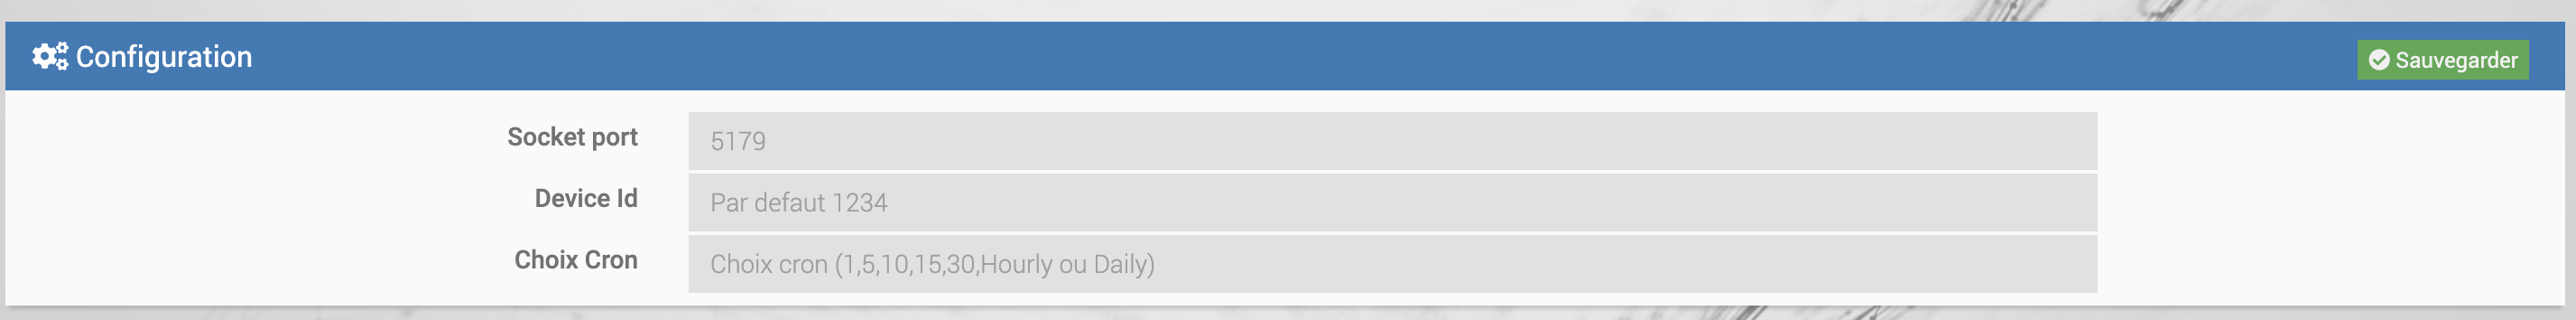 Configuration
Sauvegarder
Socket port
5179
Device Id
Par defaut 1234
Choix Cron
Choix cron (1,5,10,15,30,Hourly ou Daily)